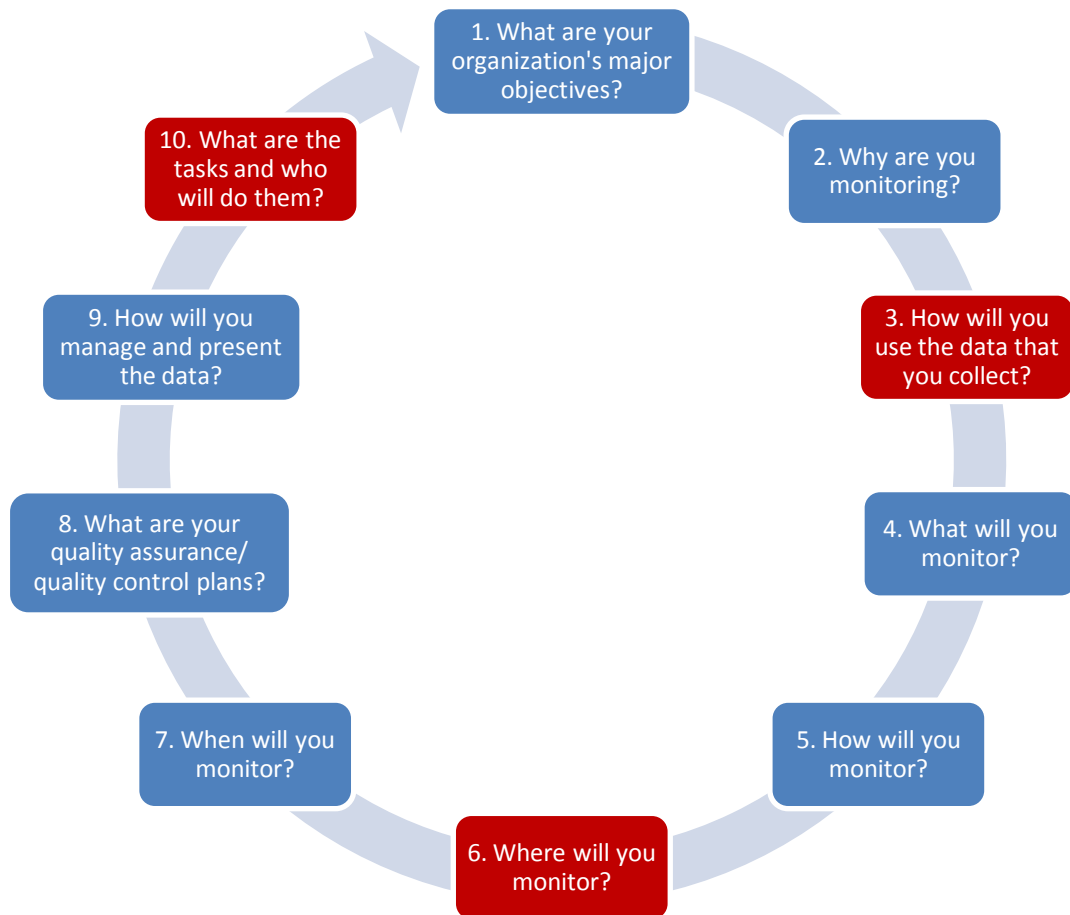 1. What are your
organization's major
objectives?
2. Why are you
monitoring?
3. How will you
use the data that
you collect?
4. What will you
monitor?
5. How will you
monitor?
6. Where will you
monitor?
7. When will you
monitor?
8. What are your
quality assurance/
quality control plans?
9. How will you
manage and present
the data?
10. What are the
tasks and who
will do them?